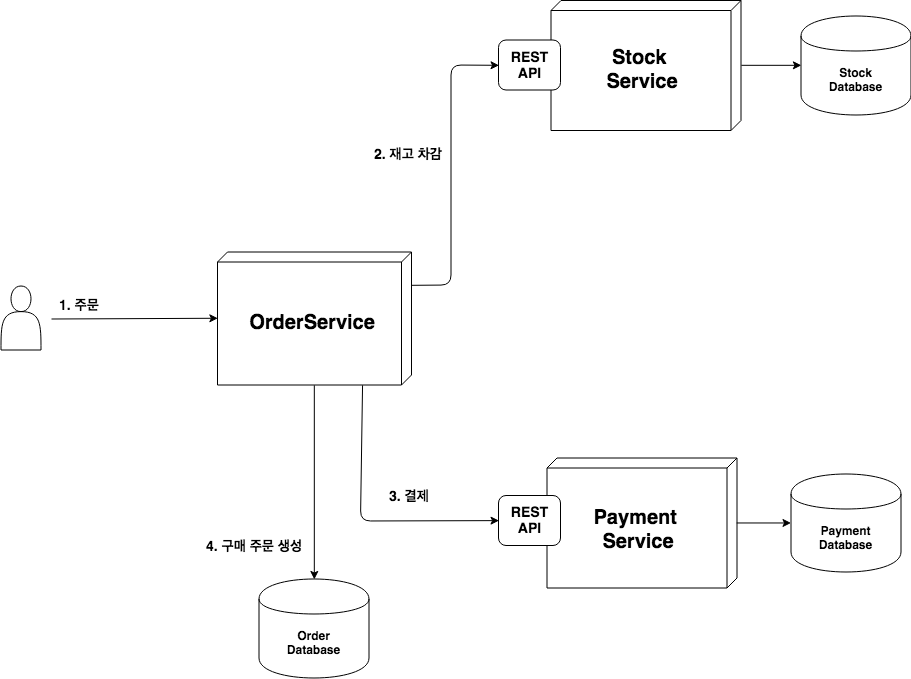 REST
API
Stock
Service
Stock
Database
2. 재고 차감
1. 주문
OrderService
3. 결제
REST
API
Payment
Service
Payment
Database
4. 구매 주문 생성
Order
Database